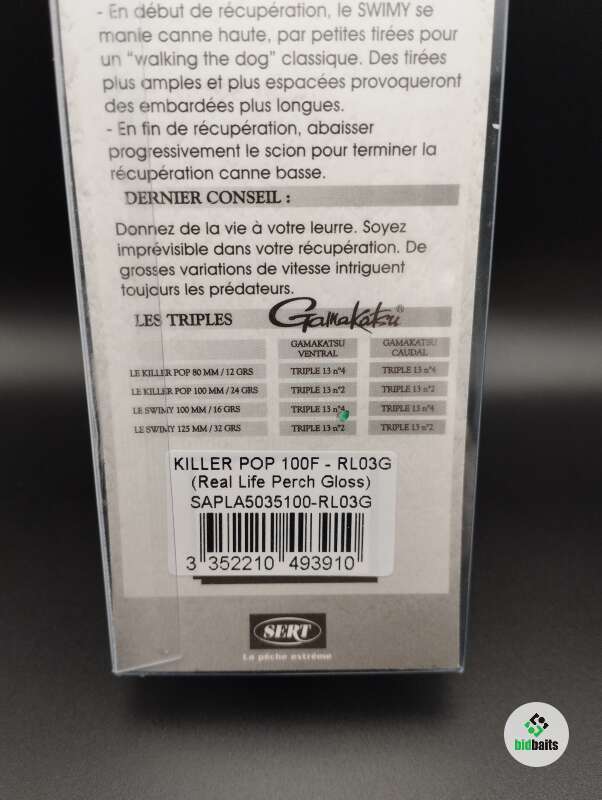 - En début de récupération, le SWIMY se
manie canne haute, par petites tirées pour
un "walking the dog" classique. Des tirées
plus amples et plus espacées provoqueront
des embardées plus longues.
- En fin de récupération, abaisser
progressivement le scion pour terminer la
récupération canne basse.
DERNIER CONSEIL :
Donnez de la vie à votre leurre. Soyez
imprévisible dans votre récupération. De
grosses variations de vitesse intriguent
toujours les prédateurs.
LES TRIPLES Gamakatsu®
GAMAKATSU VENTRAL GAMAKATSU CAUDAL
LE KILLER POP 80 MM / 12 GRS TRIPLE 13 n°4 TRIPLE 13 n°4
LE KILLER POP 100 MM / 24 GRS TRIPLE 13 n°2 TRIPLE 13 n°2
LE SWIMY 100 MM / 16 GRS TRIPLE 13 n°4 TRIPLE 13 n°4
LE SWIMY 125 MM / 32 GRS TRIPLE 13 n°2 TRIPLE 13 n°2
KILLER POP 100F - RL03G
(Real Life Perch Gloss)
SAPLA5035100-RL03G
3 352210 493910
SERT
La pêche extrême
bidbaits